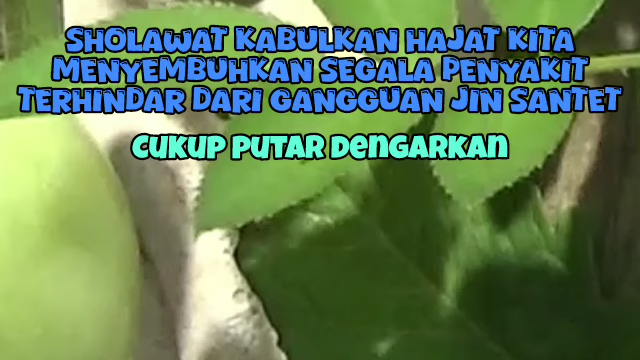 SHOLAWAT KABULKAN HAJAT KITA
MENYEMBUHKAN SEGALA PENYAKIT
TERHINDAR DARI GANGGUAN JIN SANTET
CUKUP PUTAR DENGARKAN